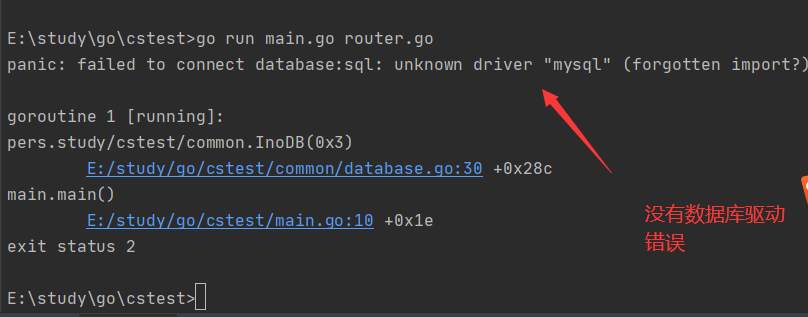 E:\study\go\cstest>go run main.go router.go
panic: failed to connect database:sql: unknown driver "mysql" (forgotten import?)
goroutine 1 [running]:
pers.study/cstest/common.InoDB(0x3)
E:/study/go/cstest/common/database.go:30 +0x28c
main.main()
E:/study/go/cstest/main.go:10 +0x1e
没有数据库驱动
错误
exit status 2
E:\study\go\cstest>